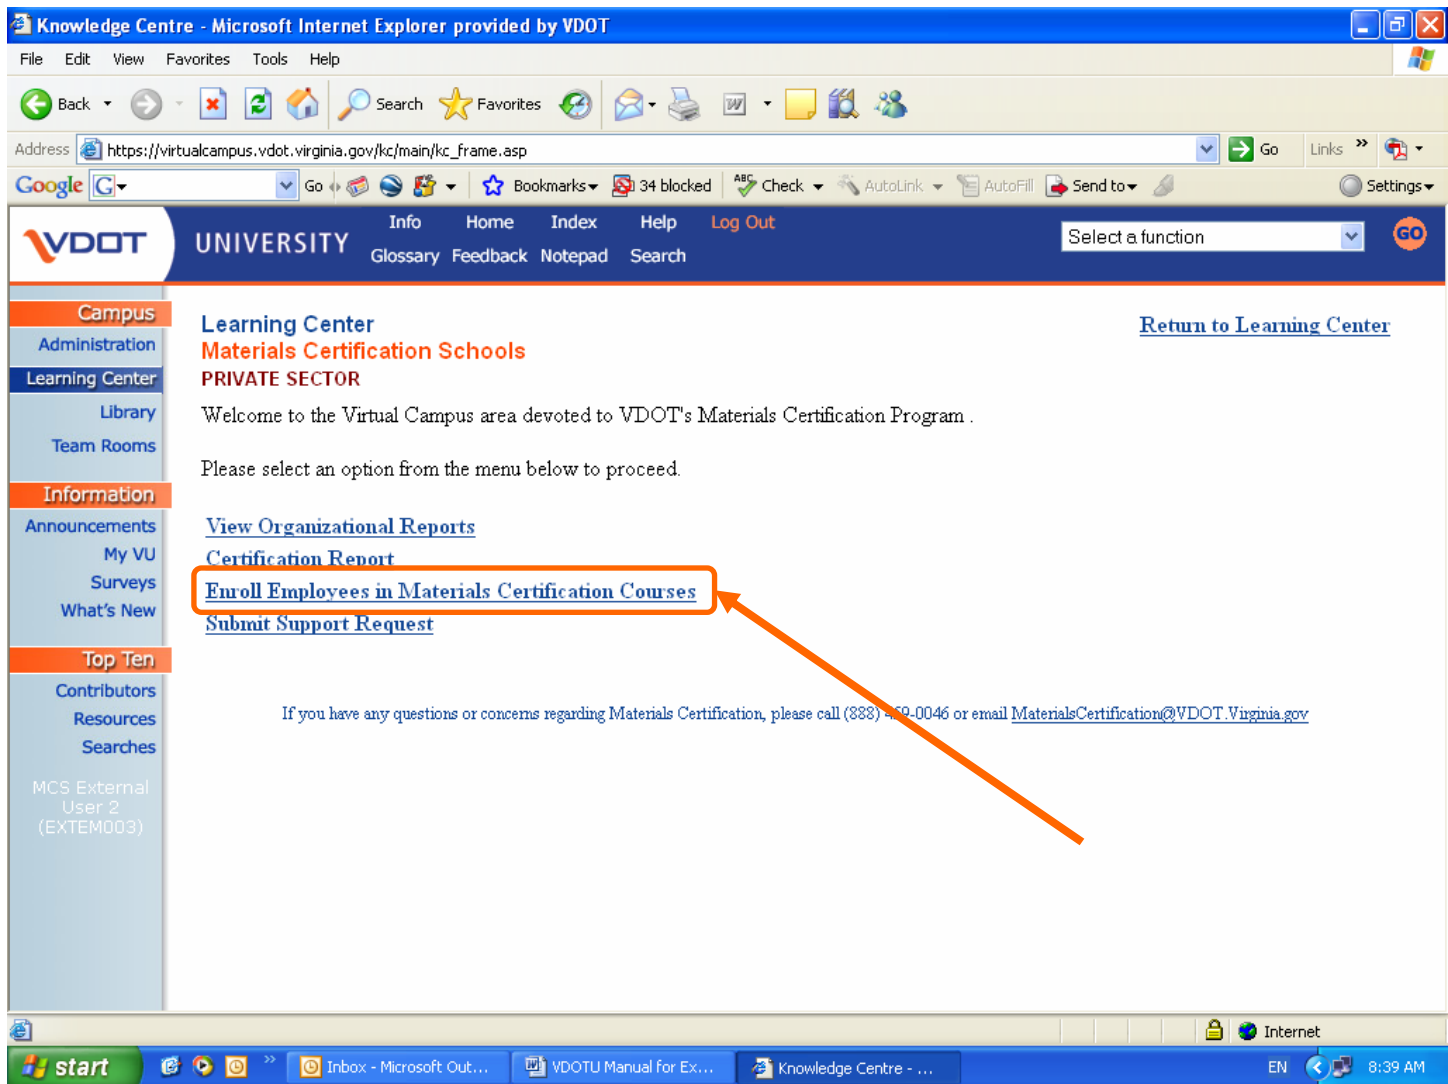 Knowledge Centre - Microsoft Internet Explorer provided by VDOT
File Edit View Favorites Tools Help
Back Search Favorites
Address https://virtualcampus.vdot.virginia.gov/kc/main/kc_frame.asp Go Links »
Google G Go Bookmarks 34 blocked ABC Check AutoLink AutoFill Send to Settings
VDOT UNIVERSITY
Info Home Index Help Log Out
Glossary Feedback Notepad Search
Select a function GO
Campus
Administration
Learning Center
Library
Team Rooms
Information
Announcements
My VU
Surveys
What's New
Top Ten
Contributors
Resources
Searches
MCS External
User 2
(EXTEM003)
Learning Center
Return to Learning Center
Materials Certification Schools
PRIVATE SECTOR
Welcome to the Virtual Campus area devoted to VDOT's Materials Certification Program .
Please select an option from the menu below to proceed.
View Organizational Reports
Certification Report
Enroll Employees in Materials Certification Courses
Submit Support Request
If you have any questions or concerns regarding Materials Certification, please call (888) -0046 or email MaterialsCertification@VDOT.Virginia.gov
Internet
start » Inbox - Microsoft Out... VDOTU Manual for Ex... Knowledge Centre - ... EN 8:39 AM